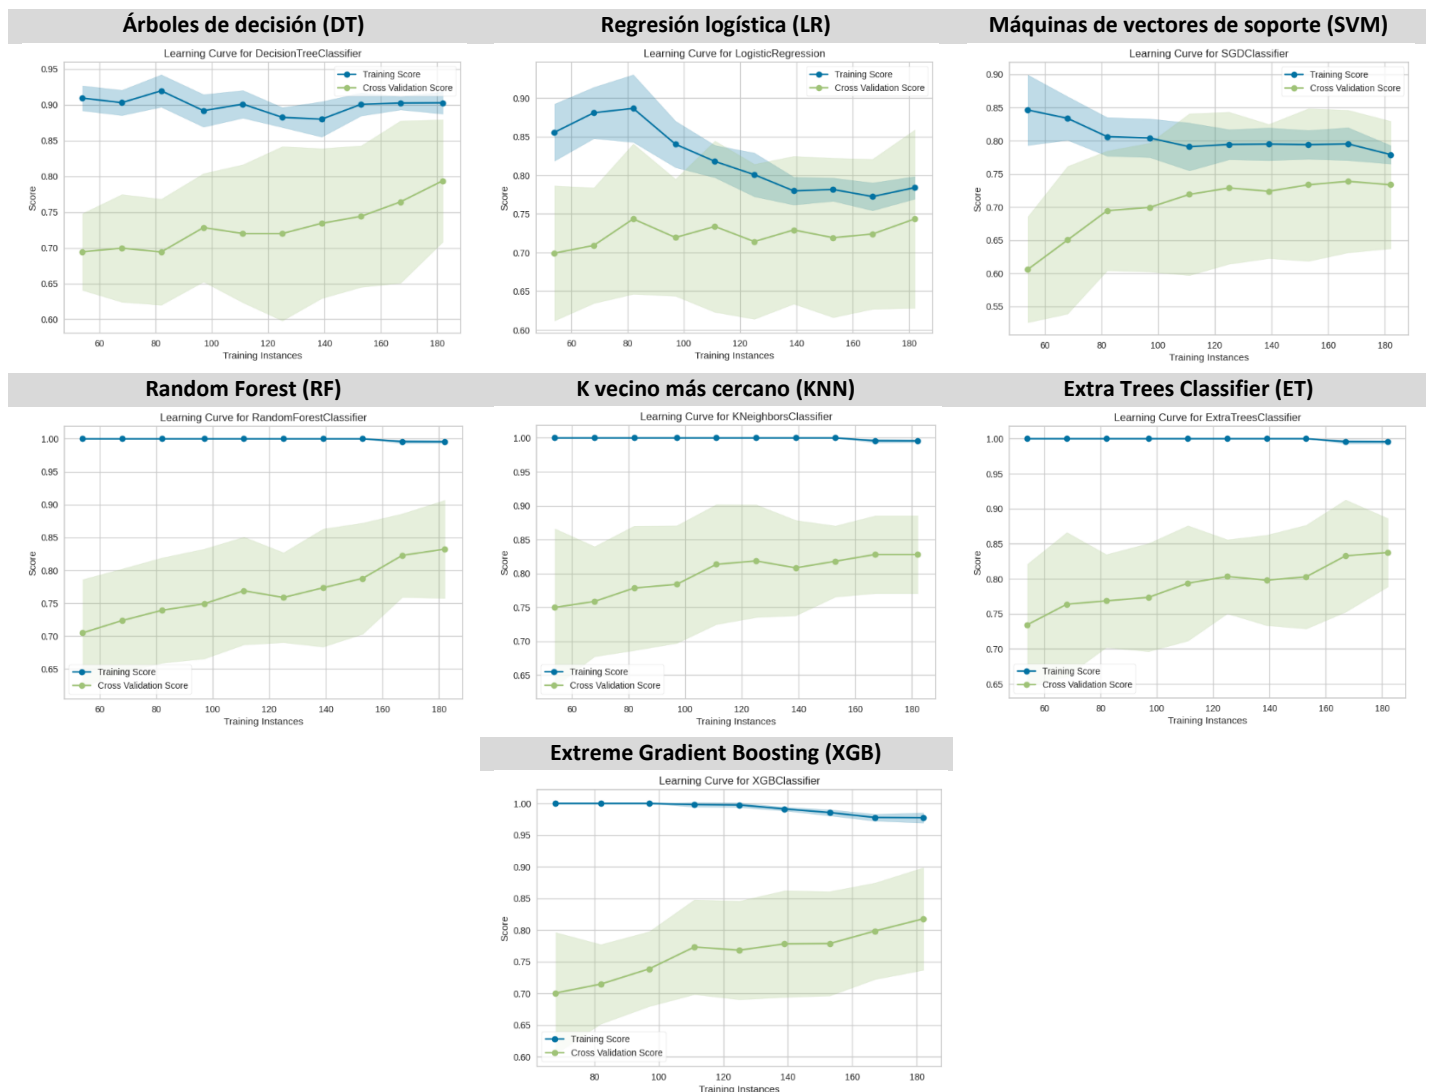 Árboles de decisión (DT)
Learning Curve for DecisionTreeClassifier
Training Score
Cross Validation Score
0.95
0.90
0.85
0.80
0.75
0.70
0.65
0.60
Score
60 80 100 120 140 160 180
Training Instances
Regresión logística (LR)
Learning Curve for LogisticRegression
Training Score
Cross Validation Score
0.90
0.85
0.80
0.75
0.70
0.65
0.60
Score
60 80 100 120 140 160 180
Training Instances
Máquinas de vectores de soporte (SVM)
Learning Curve for SGDClassifier
Training Score
Cross Validation Score
0.90
0.85
0.80
0.75
0.70
0.65
0.60
0.55
Score
60 80 100 120 140 160 180
Training Instances
Random Forest (RF)
Learning Curve for RandomForestClassifier
1.00
0.95
0.90
0.85
0.80
0.75
0.70
0.65
Score
Training Score
Cross Validation Score
60 80 100 120 140 160 180
Training Instances
K vecino más cercano (KNN)
Learning Curve for KNeighborsClassifier
1.00
0.95
0.90
0.85
0.80
0.75
0.70
0.65
Score
Training Score
Cross Validation Score
60 80 100 120 140 160 180
Training Instances
Extra Trees Classifier (ET)
Learning Curve for ExtraTreesClassifier
1.00
0.95
0.90
0.85
0.80
0.75
0.70
0.65
Score
Training Score
Cross Validation Score
60 80 100 120 140 160 180
Training Instances
Extreme Gradient Boosting (XGB)
Learning Curve for XGBClassifier
1.00
0.95
0.90
0.85
0.80
0.75
0.70
0.65
0.60
Score
Training Score
Cross Validation Score
80 100 120 140 160 180
Training Instances